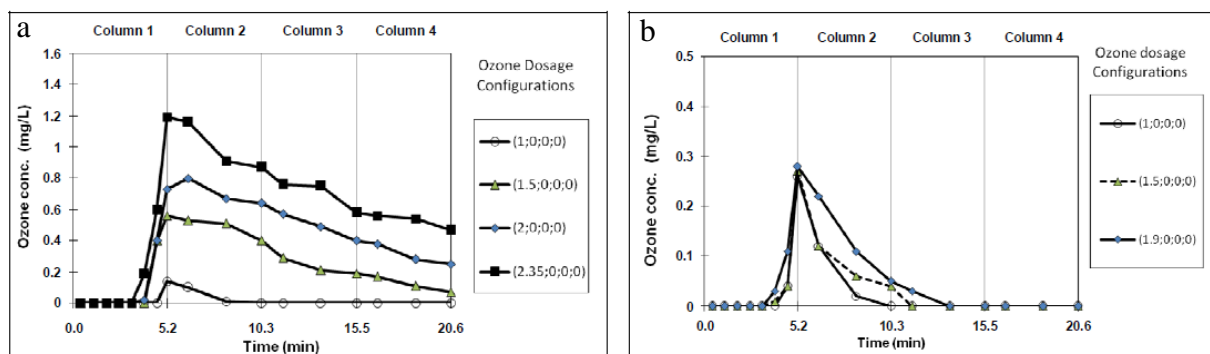 a
Column 1 Column 2 Column 3 Column 4
1.6
1.4
1.2
1.0
0.8
0.6
0.4
0.2
0
Ozone conc. (mg/L)
0.0 5.2 10.3 15.5 20.6
Time (min)
Ozone Dosage
Configurations
(1;0;0;0)
(1.5;0;0;0)
(2;0;0;0)
(2.35;0;0;0)
b
Column 1 Column 2 Column 3 Column 4
0.5
0.4
0.3
0.2
0.1
0
Ozone conc. (mg/L)
0.0 5.2 10.3 15.5 20.6
Time (min)
Ozone dosage
Configurations
(1;0;0;0)
(1.5;0;0;0)
(1.9;0;0;0)